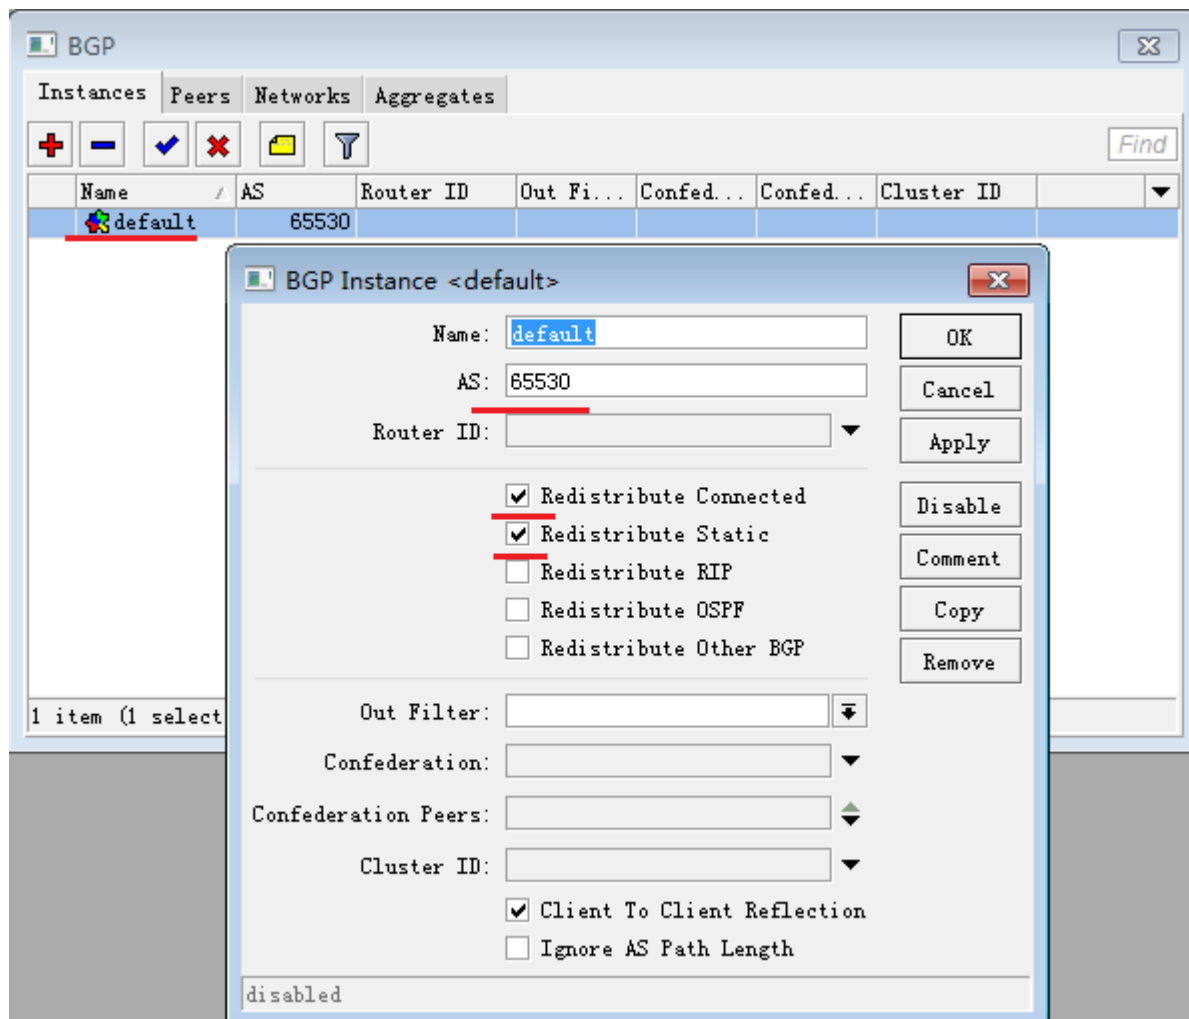 BGP
Instances Peers Networks Aggregates
Find
Name AS Router ID Out Fi... Confed... Confed... Cluster ID
default 65530
BGP Instance <default>
Name: default
OK
AS: 65530
Cancel
Router ID:
Apply
Redistribute Connected
Disable
Redistribute Static
Comment
Redistribute RIP
Redistribute OSPF
Copy
Redistribute Other BGP
Remove
1 item (1 select
Out Filter:
Confederation:
Confederation Peers:
Cluster ID:
Client To Client Reflection
Ignore AS Path Length
disabled